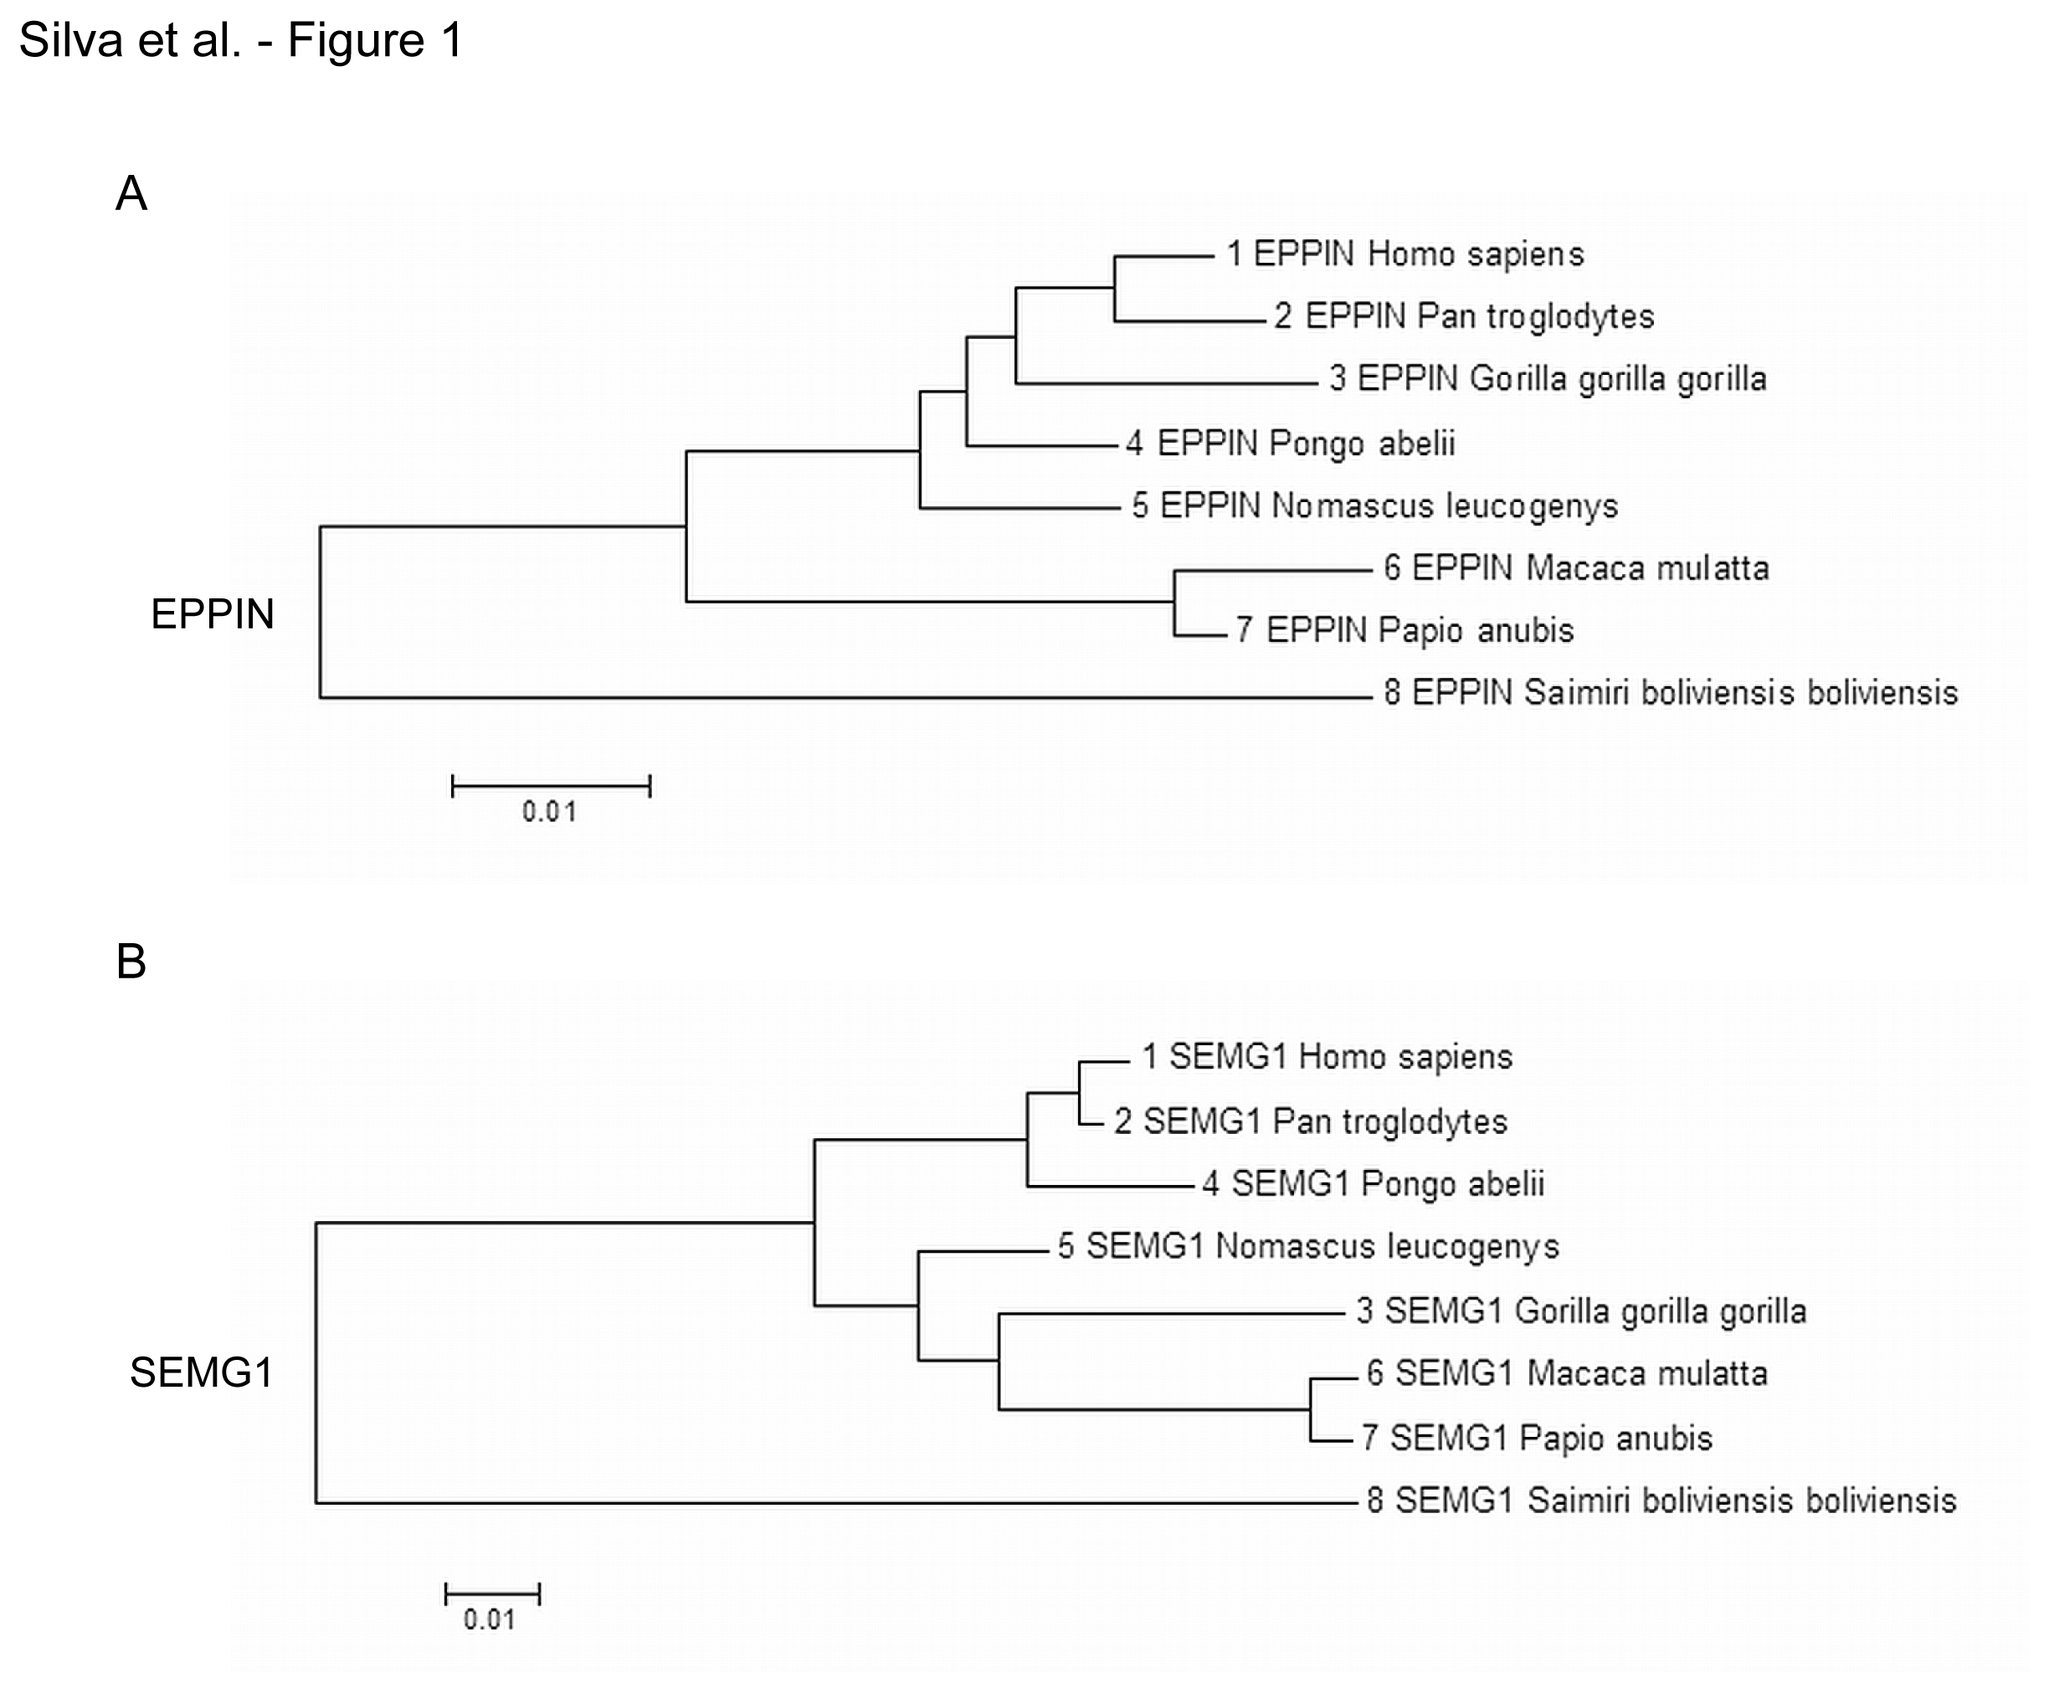 Silva et al. - Figure 1
A
1 EPPIN Homo sapiens
2 EPPIN Pan troglodytes
3 EPPIN Gorilla gorilla gorilla
4 EPPIN Pongo abelii
5 EPPIN Nomascus leucogenys
6 EPPIN Macaca mulatta
EPPIN
7 EPPIN Papio anubis
8 EPPIN Saimiri boliviensis boliviensis
0.01
B
1 SEMG1 Homo sapiens
2 SEMG1 Pan troglodytes
4 SEMG1 Pongo abelii
5 SEMG1 Nomascus leucogenys
3 SEMG1 Gorilla gorilla gorilla
SEMG1
6 SEMG1 Macaca mulatta
7 SEMG1 Papio anubis
8 SEMG1 Saimiri boliviensis boliviensis
0.01